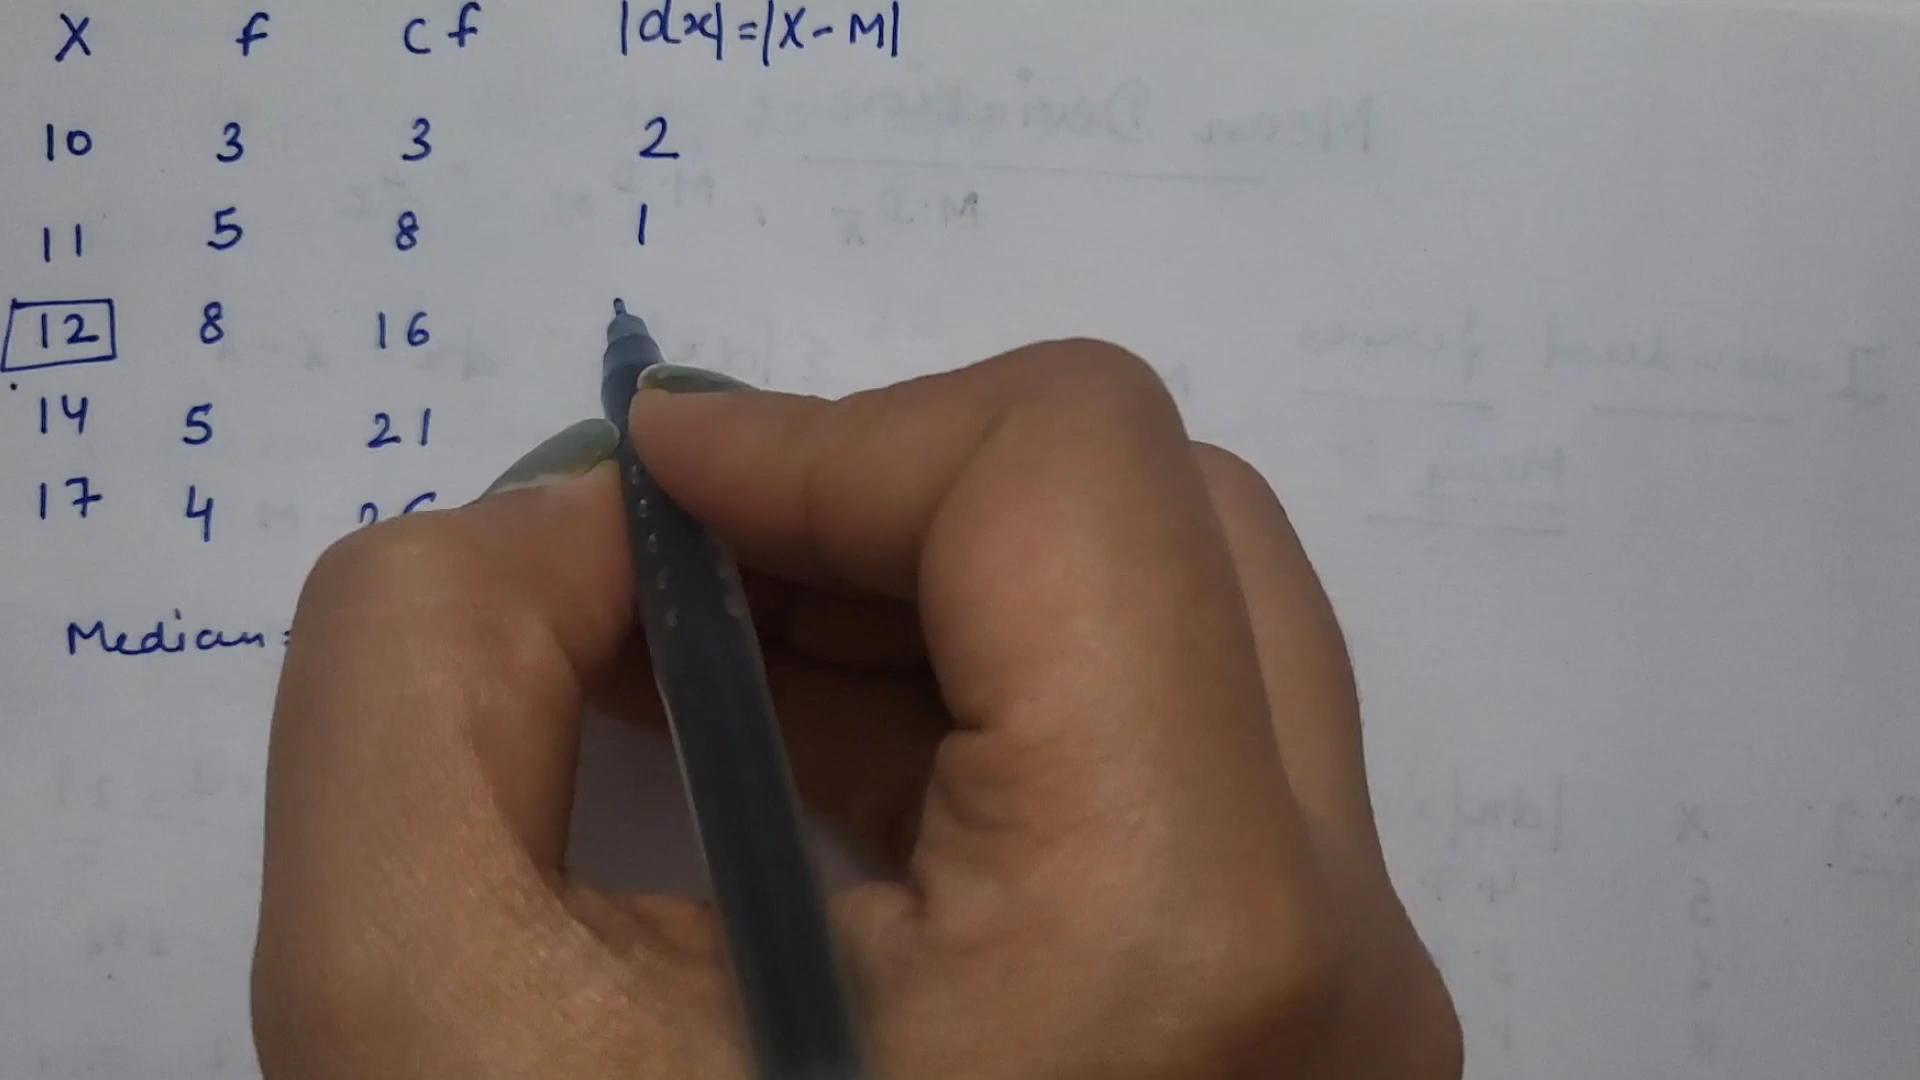 X f cf |dx|=|X-M|
10 3 3 2
11 5 8 1
12 8 16
14 5 21
17 4
Median =